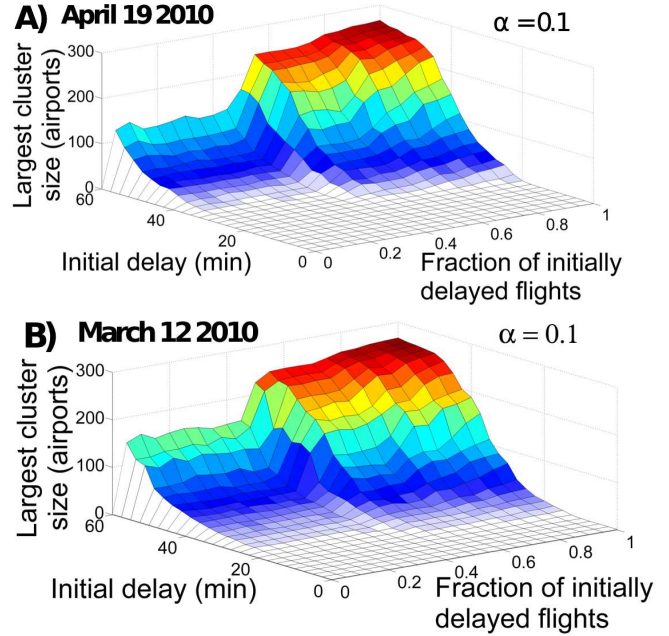 A) April 19 2010
α = 0.1
300
200
100
0
Largest cluster
size (airports)
60
40
20
0
Initial delay (min)
0
0.2
0.4
0.6
0.8
1
Fraction of initially
delayed flights
B) March 12 2010
α = 0.1
300
200
100
0
Largest cluster
size (airports)
60
40
20
0
Initial delay (min)
0
0.2
0.4
0.6
0.8
1
Fraction of initially
delayed flights